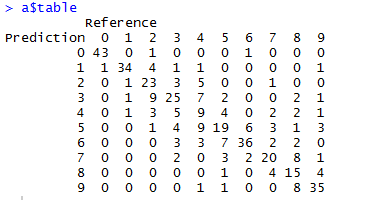 > a$table
          Reference
Prediction  0  1  2  3  4  5  6  7  8  9
         0 43  0  1  0  0  0  1  0  0  0
         1  1 34  4  1  1  0  0  0  0  1
         2  0  1 23  3  5  0  0  1  0  0
         3  0  1  9 25  7  2  0  0  2  1
         4  0  1  3  5  9  4  0  2  2  1
         5  0  0  1  4  9 19  6  3  1  3
         6  0  0  0  3  3  7 36  2  2  0
         7  0  0  0  2  0  3  2 20  8  1
         8  0  0  0  0  0  1  0  4 15  4
         9  0  0  0  0  1  1  0  0  8 35